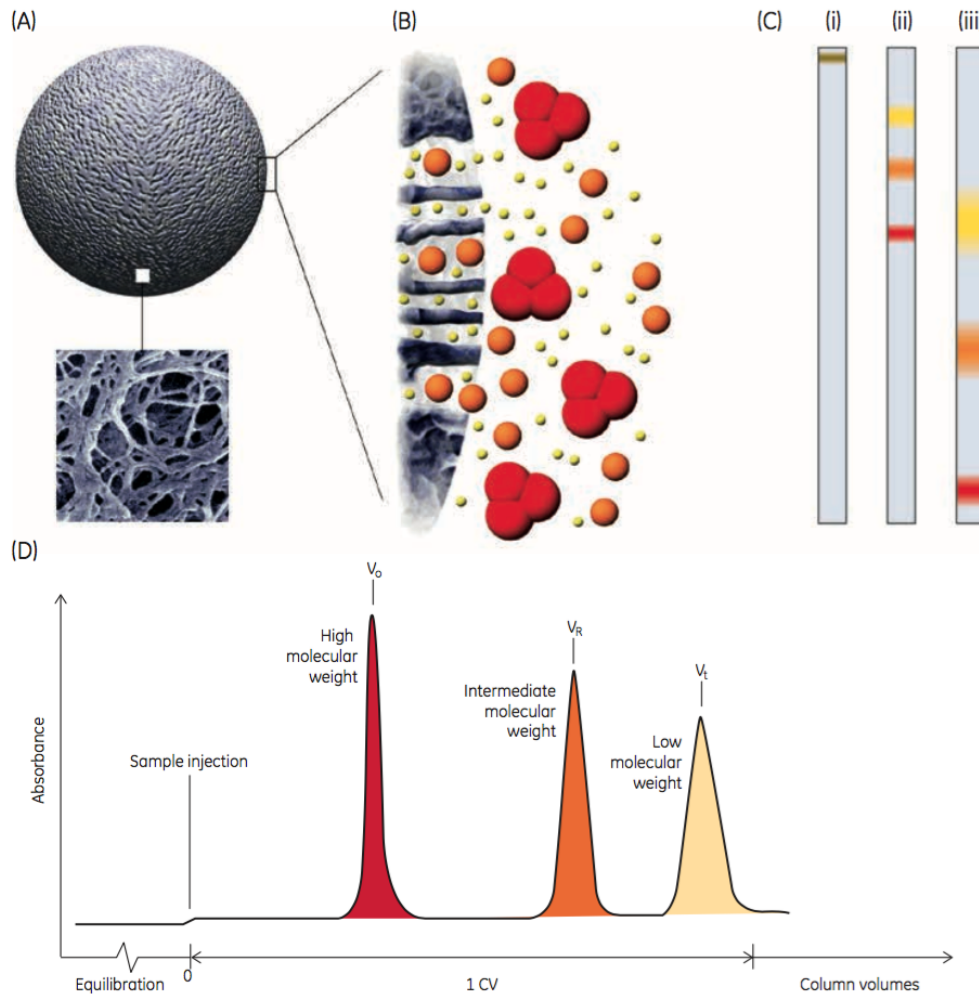 (A)
(B)
(C)
(i)
(ii)
(iii
(D)
Vo
High
molecular
weight
VR
Intermediate
molecular
weight
Vt
Low
molecular
weight
Sample injection
Absorbance
Equilibration
0
1 CV
Column volumes